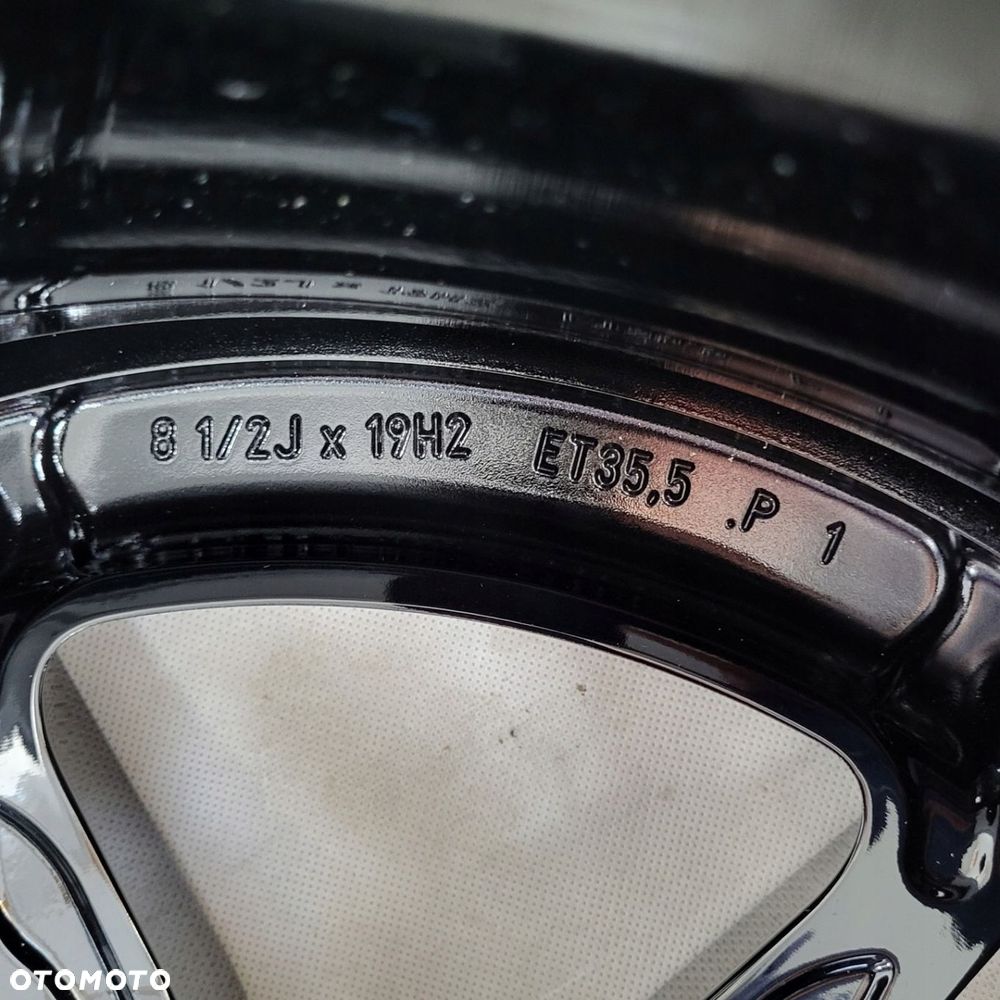 8 1/2J x 19H2 ET35,5 .P 1
OTOMOTO